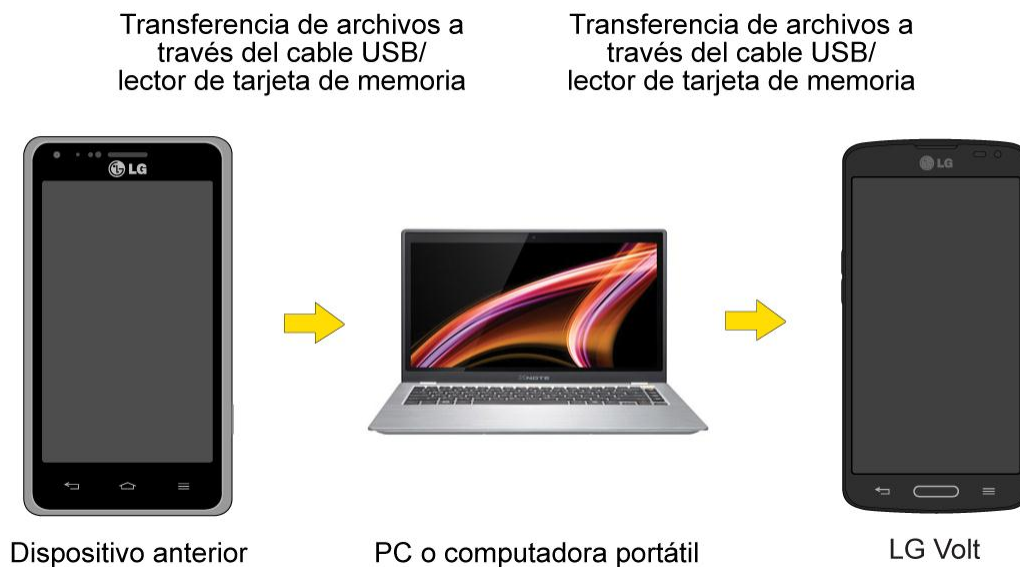 Transferencia de archivos a
través del cable USB/
lector de tarjeta de memoria
Transferencia de archivos a
través del cable USB/
lector de tarjeta de memoria
LG
LG
XNOTE
Dispositivo anterior
PC o computadora portátil
LG Volt